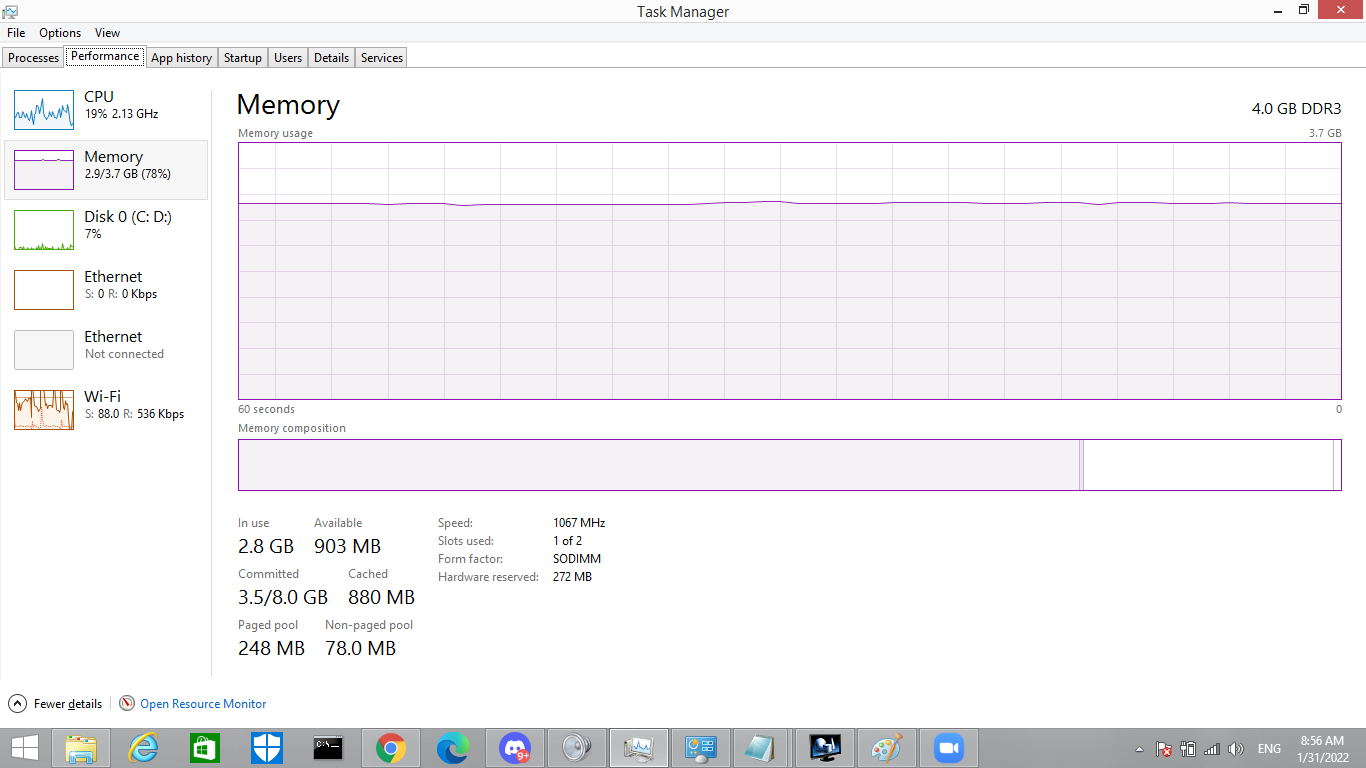 Task Manager
File Options View
Processes Performance App history Startup Users Details Services
CPU
19% 2.13 GHz
Memory
2.9/3.7 GB (78%)
Disk 0 (C: D:)
7%
Ethernet
S: 0 R: 0 Kbps
Ethernet
Not connected
Wi-Fi
S: 88.0 R: 536 Kbps
Memory 4.0 GB DDR3
Memory usage 3.7 GB
60 seconds 0
Memory composition
In use Available
2.8 GB 903 MB
Committed Cached
3.5/8.0 GB 880 MB
Paged pool Non-paged pool
248 MB 78.0 MB
Speed: 1067 MHz
Slots used: 1 of 2
Form factor: SODIMM
Hardware reserved: 272 MB
Fewer details Open Resource Monitor
C:\_
9+
ENG
8:56 AM
1/31/2022